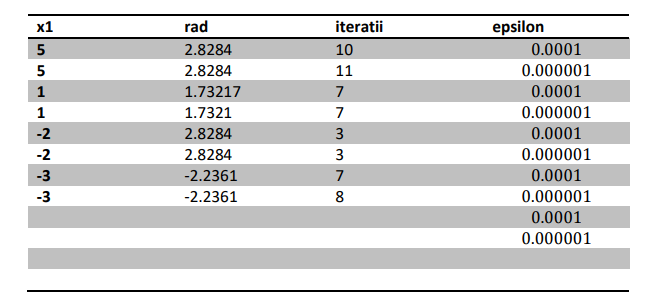 x1 rad iteratii epsilon
5 2.8284 10 0.0001
5 2.8284 11 0.000001
1 1.73217 7 0.0001
1 1.7321 7 0.000001
-2 2.8284 3 0.0001
-2 2.8284 3 0.000001
-3 -2.2361 7 0.0001
-3 -2.2361 8 0.000001
0.0001
0.000001